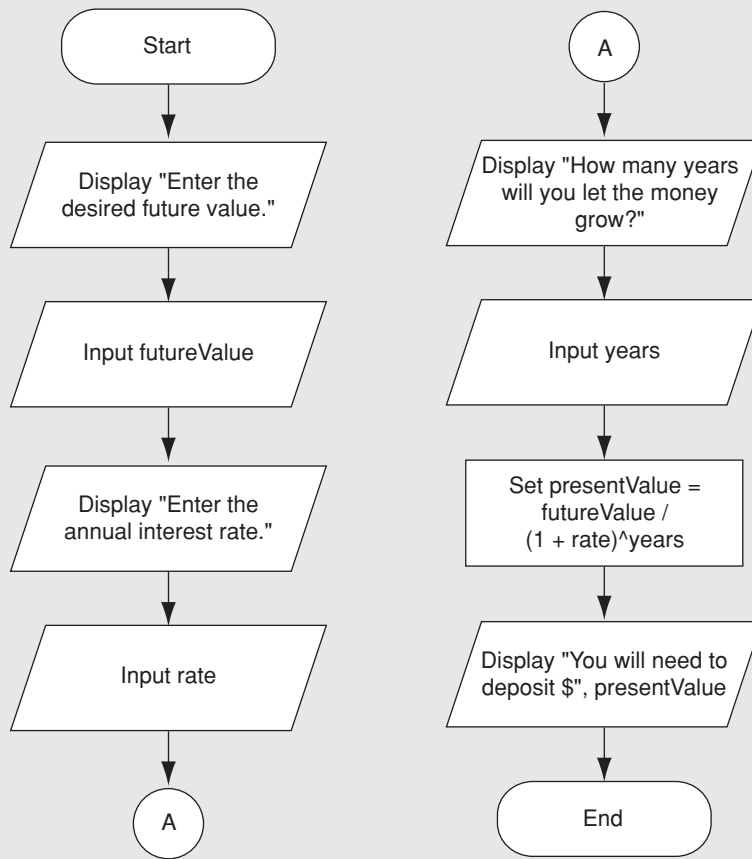 Start
Display "Enter the
desired future value."
Input futureValue
Display "Enter the
annual interest rate."
Input rate
A
A
Display "How many years
will you let the money
grow?"
Input years
Set presentValue =
futureValue /
(1 + rate)^years
Display "You will need to
deposit $", presentValue
End